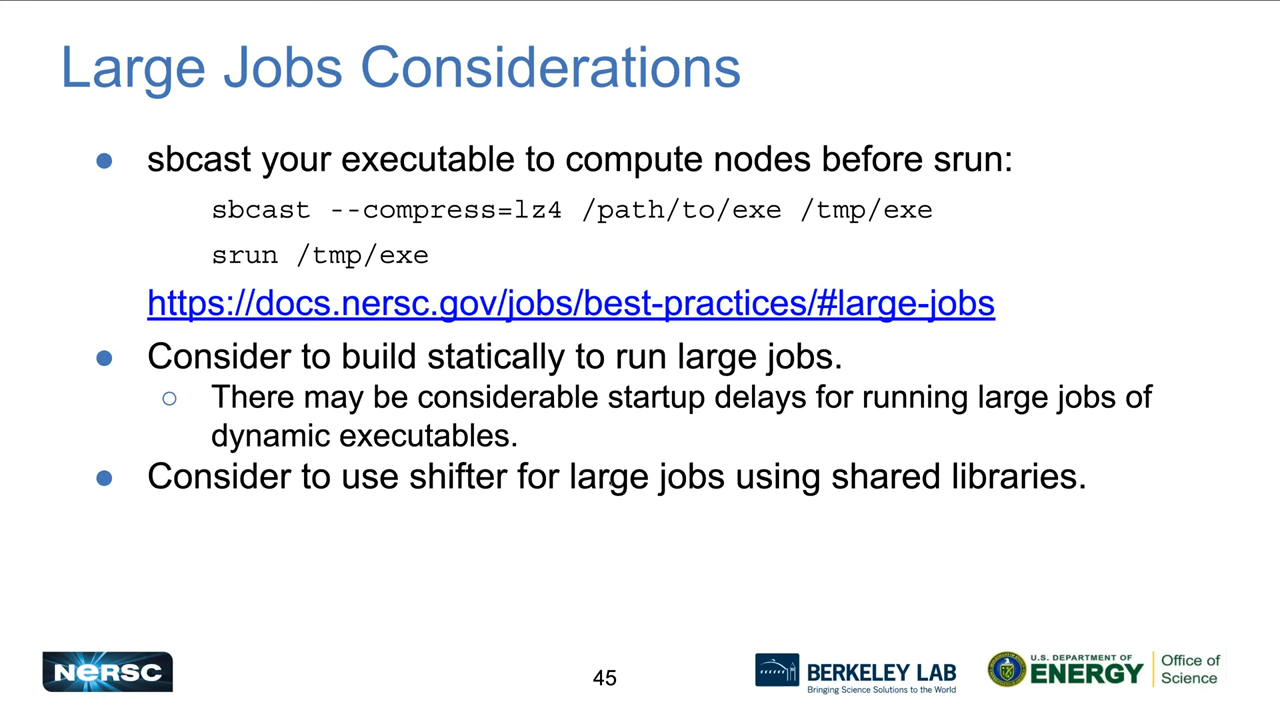 Large Jobs Considerations
● sbcast your executable to compute nodes before srun:
sbcast --compress=lz4 /path/to/exe /tmp/exe
srun /tmp/exe
https://docs.nersc.gov/jobs/best-practices/#large-jobs
● Consider to build statically to run large jobs.
○ There may be considerable startup delays for running large jobs of
dynamic executables.
● Consider to use shifter for large jobs using shared libraries.
NERSC
45
BERKELEY LAB
Bringing Science Solutions to the World
U.S. DEPARTMENT OF
ENERGY
Office of
Science